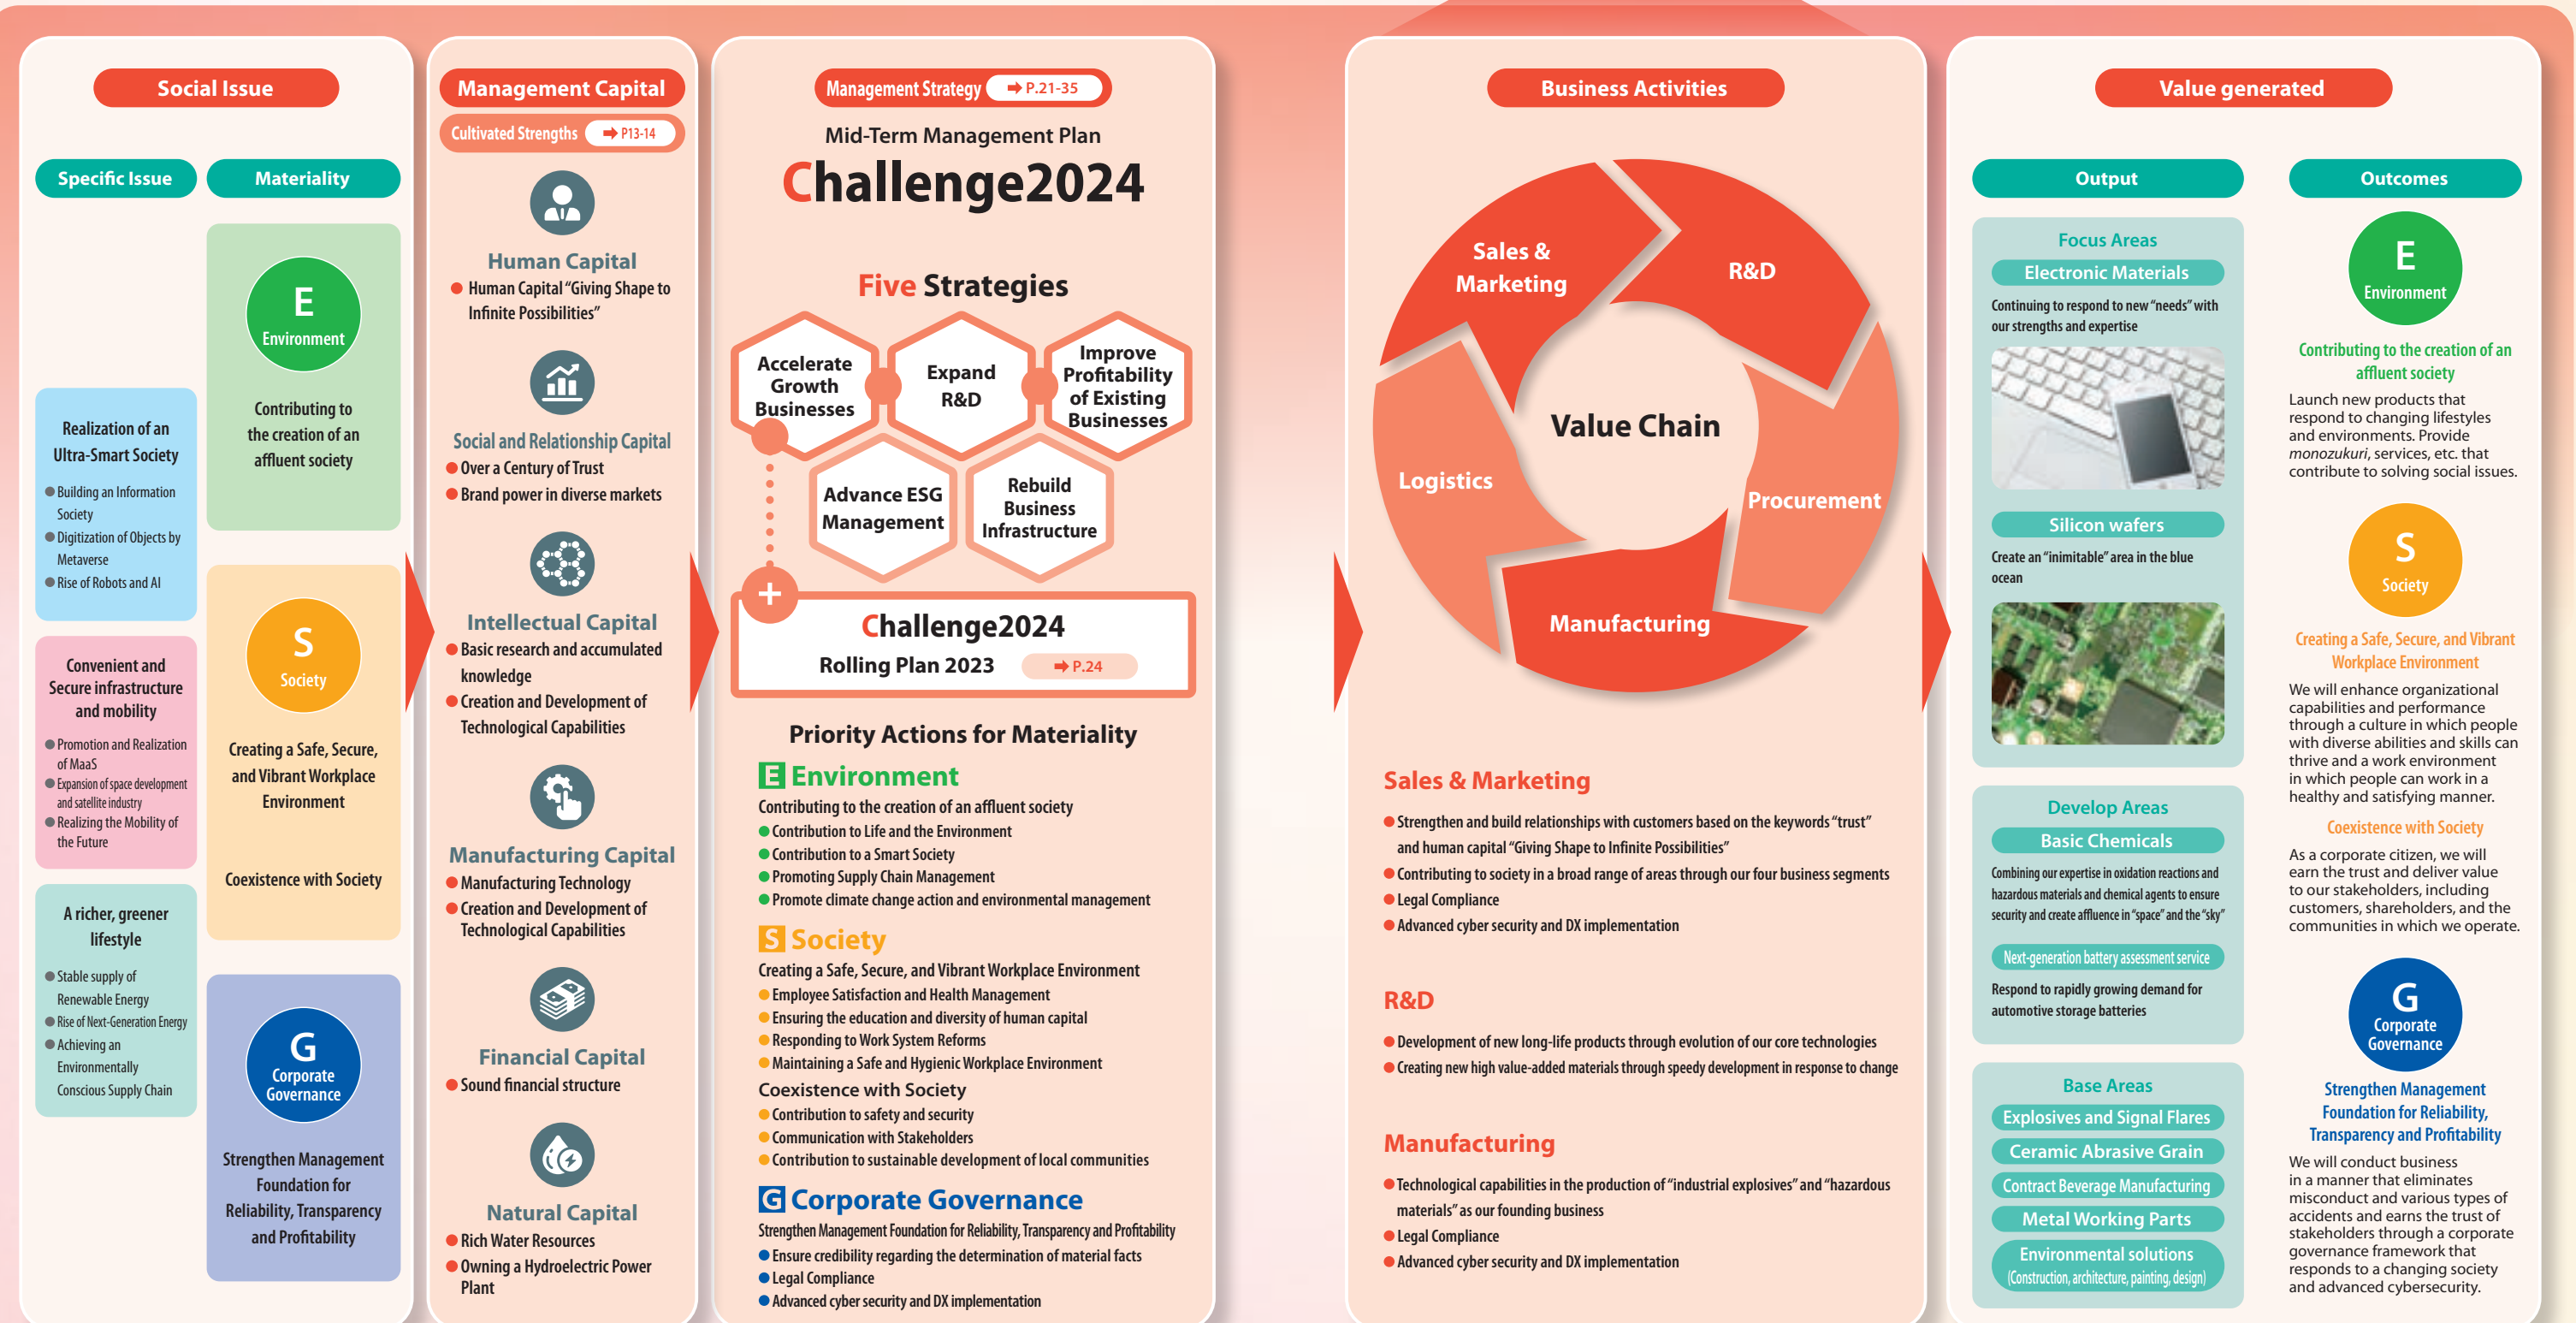 Social Issue
Specific Issue
Realization of an
Ultra-Smart Society
● Building an Information
Society
● Digitization of Objects by
Metaverse
● Rise of Robots and AI
Convenient and
Secure infrastructure
and mobility
● Promotion and Realization
of MaaS
● Expansion of space development
and satellite industry
● Realizing the Mobility of
the Future
A richer, greener
lifestyle
● Stable supply of
Renewable Energy
● Rise of Next-Generation Energy
● Achieving an
Environmentally
Conscious Supply Chain
Materiality
E
Environment
Contributing to
the creation of an
affluent society
S
Society
Creating a Safe, Secure,
and Vibrant Workplace
Environment
Coexistence with Society
G
Corporate
Governance
Strengthen Management
Foundation for
Reliability, Transparency
and Profitability
Management Capital
Cultivated Strengths ➡ P13-14
Human Capital
● Human Capital “Giving Shape to
Infinite Possibilities”
Social and Relationship Capital
● Over a Century of Trust
● Brand power in diverse markets
Intellectual Capital
● Basic research and accumulated
knowledge
● Creation and Development of
Technological Capabilities
Manufacturing Capital
● Manufacturing Technology
● Creation and Development of
Technological Capabilities
Financial Capital
● Sound financial structure
Natural Capital
● Rich Water Resources
● Owning a Hydroelectric Power
Plant
Management Strategy ➡ P.21-35
Mid-Term Management Plan
Challenge2024
Five Strategies
Accelerate
Growth
Businesses
Expand
R&D
Improve
Profitability
of Existing
Businesses
Advance ESG
Management
Rebuild
Business
Infrastructure
+
Challenge2024
Rolling Plan 2023 ➡ P.24
Priority Actions for Materiality
E Environment
Contributing to the creation of an affluent society
● Contribution to Life and the Environment
● Contribution to a Smart Society
● Promoting Supply Chain Management
● Promote climate change action and environmental management
S Society
Creating a Safe, Secure, and Vibrant Workplace Environment
● Employee Satisfaction and Health Management
● Ensuring the education and diversity of human capital
● Responding to Work System Reforms
● Maintaining a Safe and Hygienic Workplace Environment
Coexistence with Society
● Contribution to safety and security
● Communication with Stakeholders
● Contribution to sustainable development of local communities
G Corporate Governance
Strengthen Management Foundation for Reliability, Transparency and Profitability
● Ensure credibility regarding the determination of material facts
● Legal Compliance
● Advanced cyber security and DX implementation
Business Activities
Sales &
Marketing
R&D
Value Chain
Logistics
Procurement
Manufacturing
Sales & Marketing
● Strengthen and build relationships with customers based on the keywords “trust”
and human capital “Giving Shape to Infinite Possibilities”
● Contributing to society in a broad range of areas through our four business segments
● Legal Compliance
● Advanced cyber security and DX implementation
R&D
● Development of new long-life products through evolution of our core technologies
● Creating new high value-added materials through speedy development in response to change
Manufacturing
● Technological capabilities in the production of “industrial explosives” and “hazardous
materials” as our founding business
● Legal Compliance
● Advanced cyber security and DX implementation
Value generated
Output
Focus Areas
Electronic Materials
Continuing to respond to new “needs” with
our strengths and expertise
Silicon wafers
Create an “inimitable” area in the blue
ocean
Develop Areas
Basic Chemicals
Combining our expertise in oxidation reactions and
hazardous materials and chemical agents to ensure
security and create affluence in “space” and the “sky”
Next-generation battery assessment service
Respond to rapidly growing demand for
automotive storage batteries
Base Areas
Explosives and Signal Flares
Ceramic Abrasive Grain
Contract Beverage Manufacturing
Metal Working Parts
Environmental solutions
(Construction, architecture, painting, design)
Outcomes
E
Environment
Contributing to the creation of an
affluent society
Launch new products that
respond to changing lifestyles
and environments. Provide
monozukuri, services, etc. that
contribute to solving social issues.
S
Society
Creating a Safe, Secure, and Vibrant
Workplace Environment
We will enhance organizational
capabilities and performance
through a culture in which people
with diverse abilities and skills can
thrive and a work environment
in which people can work in a
healthy and satisfying manner.
Coexistence with Society
As a corporate citizen, we will
earn the trust and deliver value
to our stakeholders, including
customers, shareholders, and the
communities in which we operate.
G
Corporate
Governance
Strengthen Management
Foundation for Reliability,
Transparency and Profitability
We will conduct business
in a manner that eliminates
misconduct and various types of
accidents and earns the trust of
stakeholders through a corporate
governance framework that
responds to a changing society
and advanced cybersecurity.